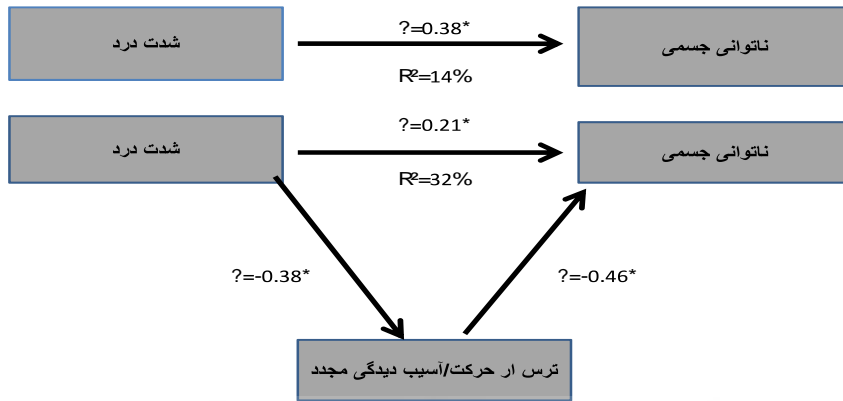 شدت درد
?=0.38*
ناتوانی جسمی
R²=14%
شدت درد
?=0.21*
ناتوانی جسمی
R²=32%
?=-0.38*
?=-0.46*
ترس ار حرکت/آسیب دیدگی مجدد